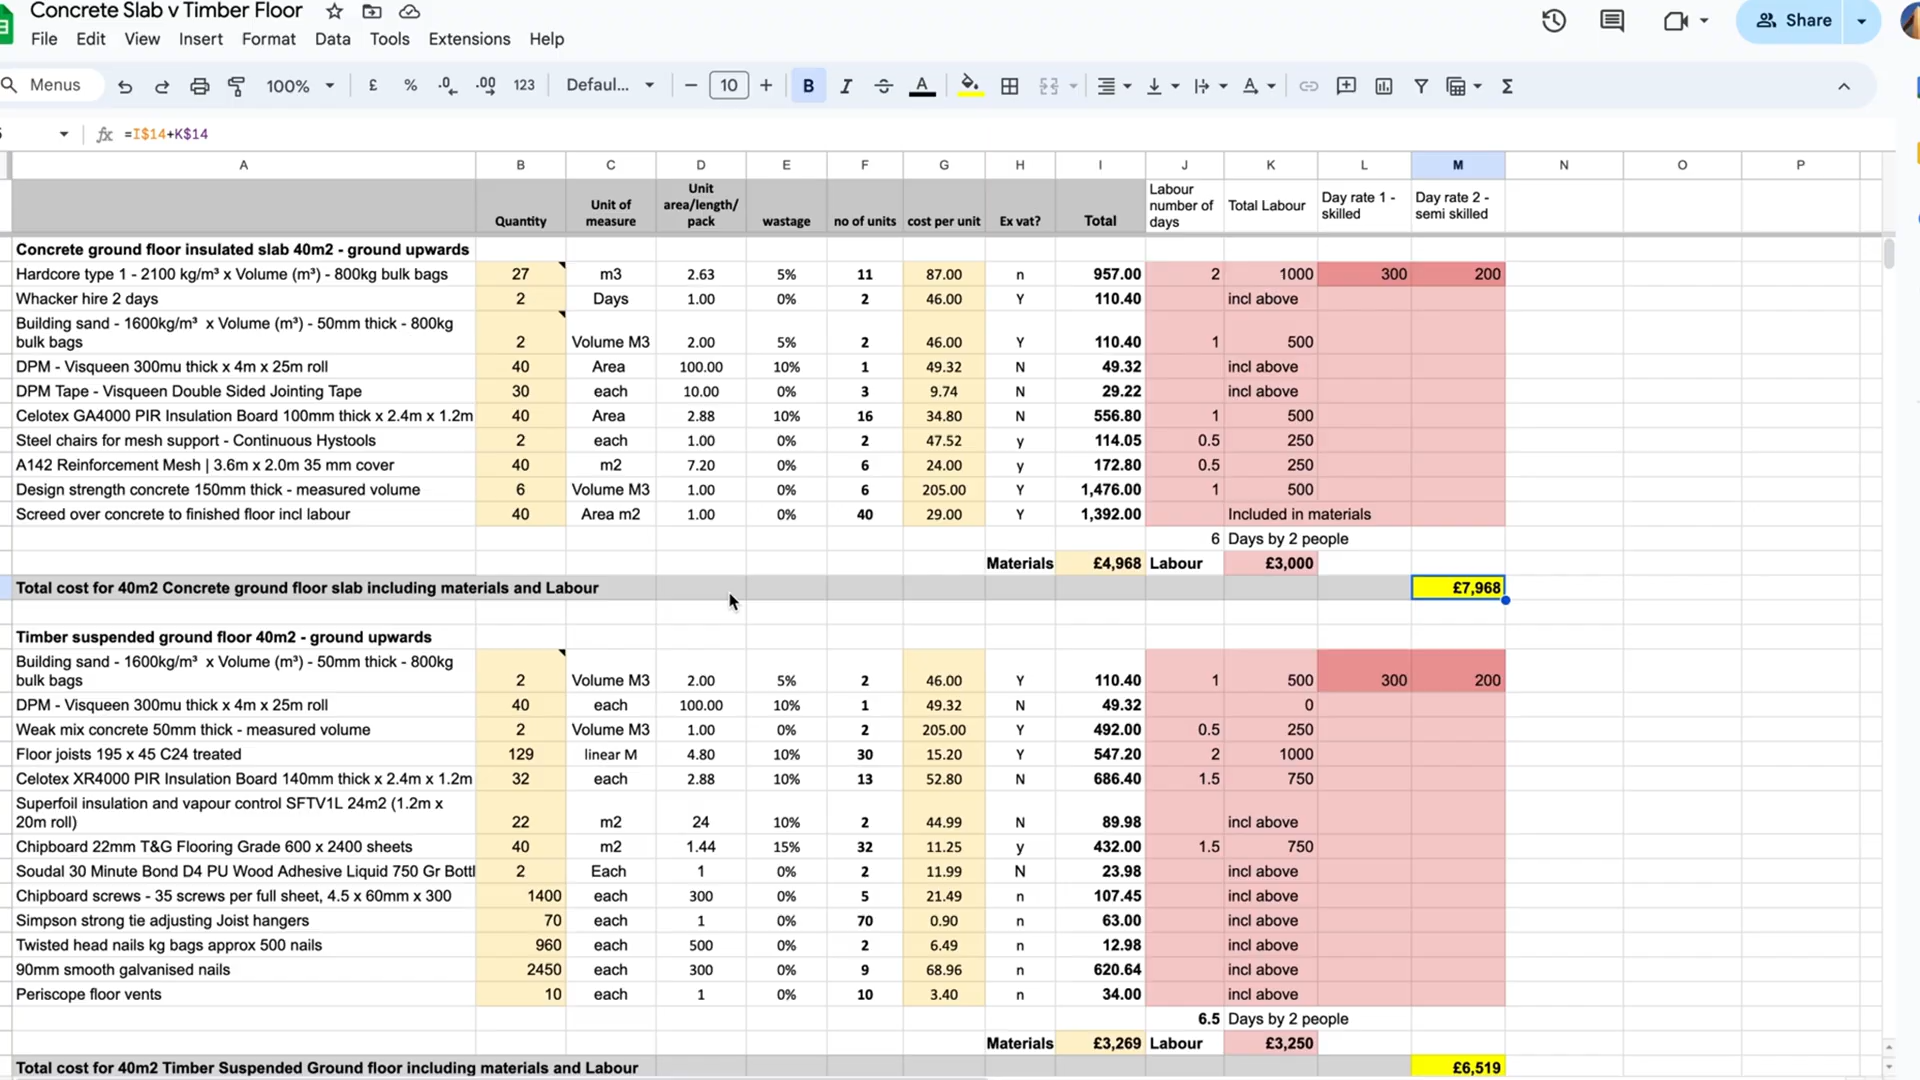 Concrete Slab v Timber Floor
File Edit View Insert Format Data Tools Extensions Help
Share
Menus 100% £ % .0 .00 123 Defaul... 10 B I A Σ
fx =I$14+K$14
A B C D E F G H I J K L M N O P
Quantity Unit of measure Unit area/length/ pack wastage no of units cost per unit Ex vat? Total Labour number of days Total Labour Day rate 1 - skilled Day rate 2 - semi skilled
Concrete ground floor insulated slab 40m2 - ground upwards
Hardcore type 1 - 2100 kg/m³ x Volume (m³) - 800kg bulk bags 27 m3 2.63 5% 11 87.00 n 957.00 2 1000 300 200
Whacker hire 2 days 2 Days 1.00 0% 2 46.00 Y 110.40 incl above
Building sand - 1600kg/m³ x Volume (m³) - 50mm thick - 800kg
bulk bags 2 Volume M3 2.00 5% 2 46.00 Y 110.40 1 500
DPM - Visqueen 300mu thick x 4m x 25m roll 40 Area 100.00 10% 1 49.32 N 49.32 incl above
DPM Tape - Visqueen Double Sided Jointing Tape 30 each 10.00 0% 3 9.74 N 29.22 incl above
Celotex GA4000 PIR Insulation Board 100mm thick x 2.4m x 1.2m 40 Area 2.88 10% 16 34.80 N 556.80 1 500
Steel chairs for mesh support - Continuous Hystools 2 each 1.00 0% 2 47.52 y 114.05 0.5 250
A142 Reinforcement Mesh | 3.6m x 2.0m 35 mm cover 40 m2 7.20 0% 6 24.00 y 172.80 0.5 250
Design strength concrete 150mm thick - measured volume 6 Volume M3 1.00 0% 6 205.00 Y 1,476.00 1 500
Screed over concrete to finished floor incl labour 40 Area m2 1.00 0% 40 29.00 Y 1,392.00 Included in materials
6 Days by 2 people
Materials £4,968 Labour £3,000
Total cost for 40m2 Concrete ground floor slab including materials and Labour £7,968
Timber suspended ground floor 40m2 - ground upwards
Building sand - 1600kg/m³ x Volume (m³) - 50mm thick - 800kg
bulk bags 2 Volume M3 2.00 5% 2 46.00 Y 110.40 1 500 300 200
DPM - Visqueen 300mu thick x 4m x 25m roll 40 each 100.00 10% 1 49.32 N 49.32 0
Weak mix concrete 50mm thick - measured volume 2 Volume M3 1.00 0% 2 205.00 Y 492.00 0.5 250
Floor joists 195 x 45 C24 treated 129 linear M 4.80 10% 30 15.20 Y 547.20 2 1000
Celotex XR4000 PIR Insulation Board 140mm thick x 2.4m x 1.2m 32 each 2.88 10% 13 52.80 N 686.40 1.5 750
Superfoil insulation and vapour control SFTV1L 24m2 (1.2m x
20m roll) 22 m2 24 10% 2 44.99 N 89.98 incl above
Chipboard 22mm T&G Flooring Grade 600 x 2400 sheets 40 m2 1.44 15% 32 11.25 y 432.00 1.5 750
Soudal 30 Minute Bond D4 PU Wood Adhesive Liquid 750 Gr Bottl 2 Each 1 0% 2 11.99 N 23.98 incl above
Chipboard screws - 35 screws per full sheet, 4.5 x 60mm x 300 1400 each 300 0% 5 21.49 n 107.45 incl above
Simpson strong tie adjusting Joist hangers 70 each 1 0% 70 0.90 n 63.00 incl above
Twisted head nails kg bags approx 500 nails 960 each 500 0% 2 6.49 n 12.98 incl above
90mm smooth galvanised nails 2450 each 300 0% 9 68.96 n 620.64 incl above
Periscope floor vents 10 each 1 0% 10 3.40 n 34.00 incl above
6.5 Days by 2 people
Materials £3,269 Labour £3,250
Total cost for 40m2 Timber Suspended Ground floor including materials and Labour £6,519